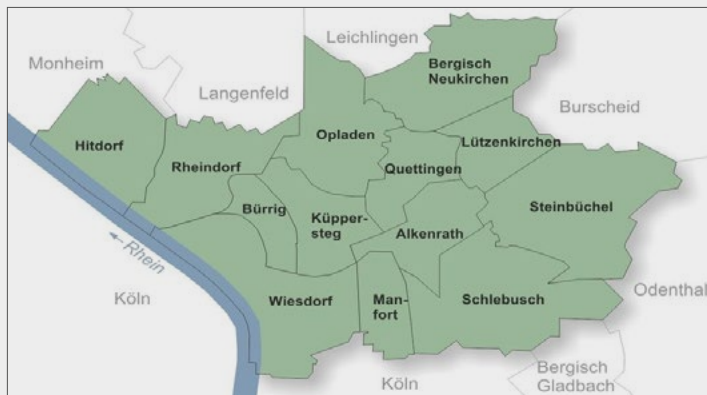 Leichlingen
Bergisch
Neukirchen
Monheim
Langenfeld
Burscheid
Opladen
Hitdorf
Lützenkirchen
Rheindorf
Quettingen
Bürrig
Küpper-
steg
Steinbüchel
Alkenrath
← Rhein
Köln
Wiesdorf
Man-
fort
Schlebusch
Odenthal
Köln
Bergisch
Gladbach